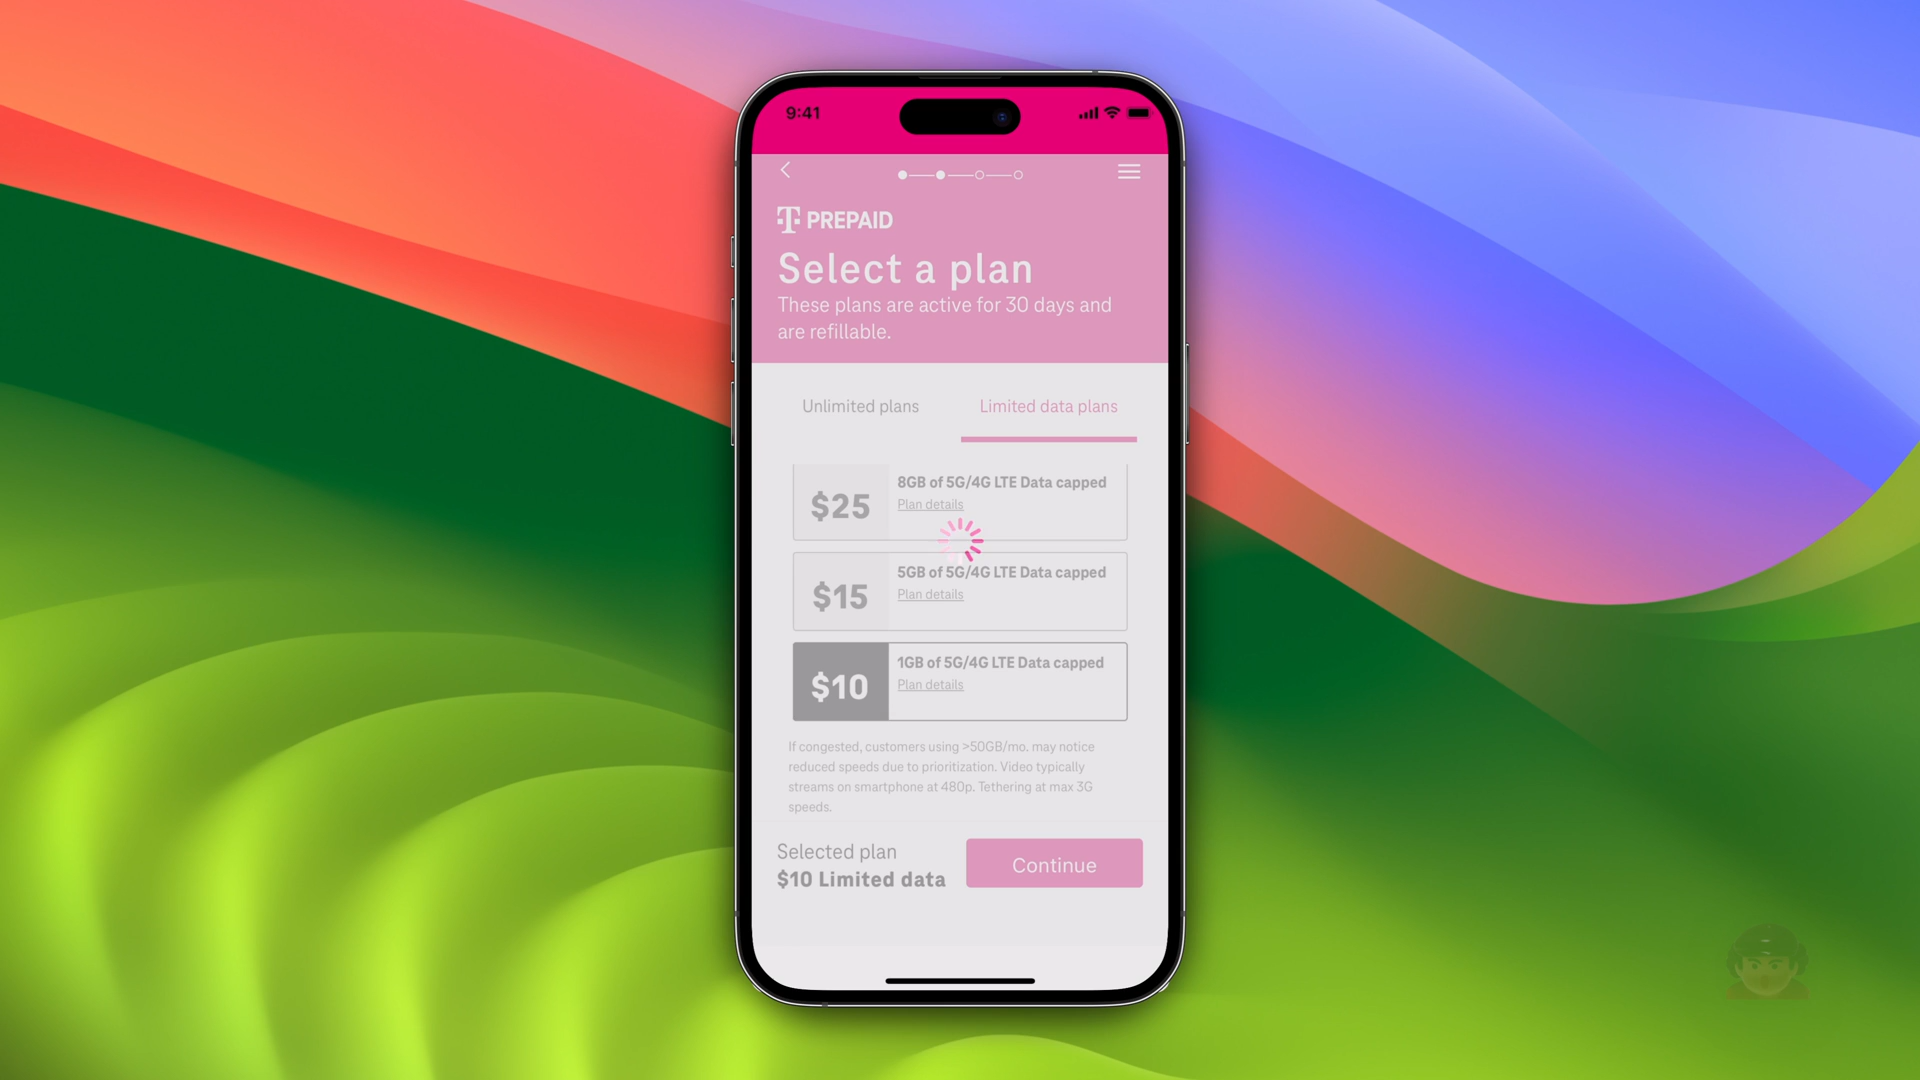 9:41
T PREPAID
Select a plan
These plans are active for 30 days and
are refillable.
Unlimited plans
Limited data plans
$25
8GB of 5G/4G LTE Data capped
Plan details
$15
5GB of 5G/4G LTE Data capped
Plan details
$10
1GB of 5G/4G LTE Data capped
Plan details
If congested, customers using >50GB/mo. may notice
reduced speeds due to prioritization. Video typically
streams on smartphone at 480p. Tethering at max 3G
speeds.
Selected plan
$10 Limited data
Continue